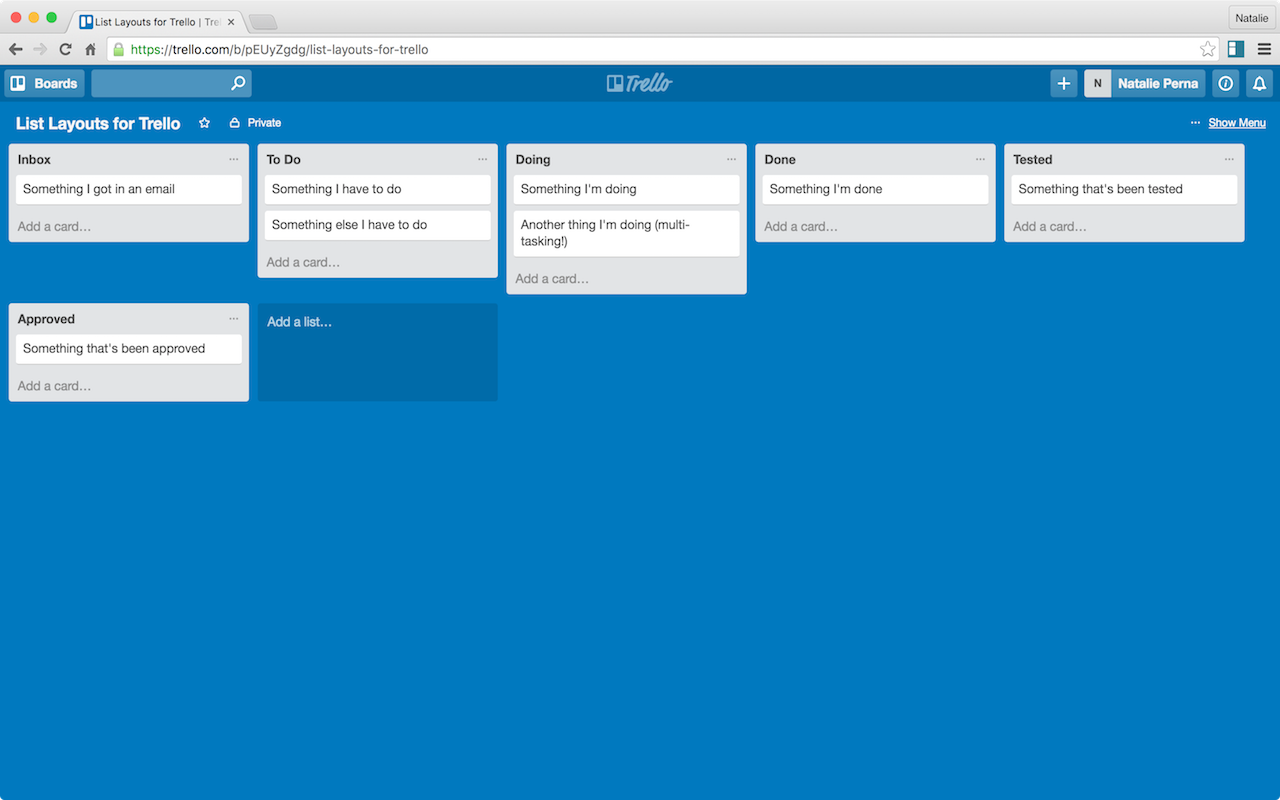 List Layouts for Trello | Tre
Natalie
https://trello.com/b/pEUyZgdg/list-layouts-for-trello
Boards
Trello
N
Natalie Perna
List Layouts for Trello
Private
Show Menu
Inbox
Something I got in an email
Add a card...
To Do
Something I have to do
Something else I have to do
Add a card...
Doing
Something I'm doing
Another thing I'm doing (multi-
tasking!)
Add a card...
Done
Something I'm done
Add a card...
Tested
Something that's been tested
Add a card...
Approved
Something that's been approved
Add a card...
Add a list...